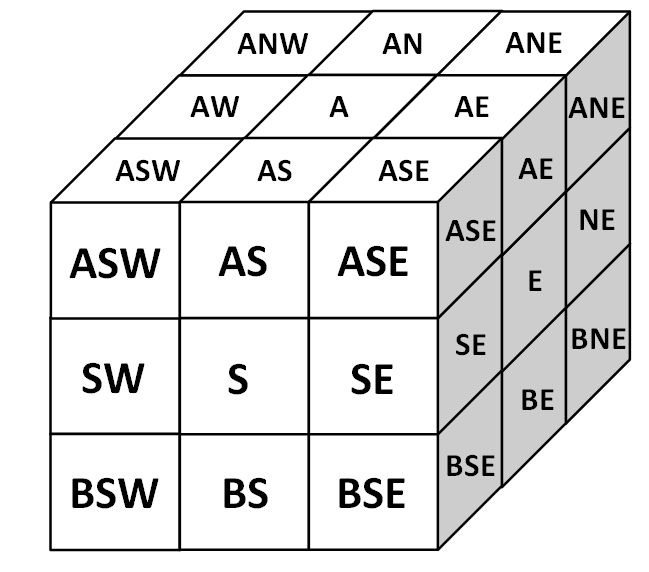 ANW AN ANE
AW A AE
ASW AS ASE
ASW AS ASE
SW S SE
BSW BS BSE
ASE AE ANE
SE E NE
BSE BE BNE